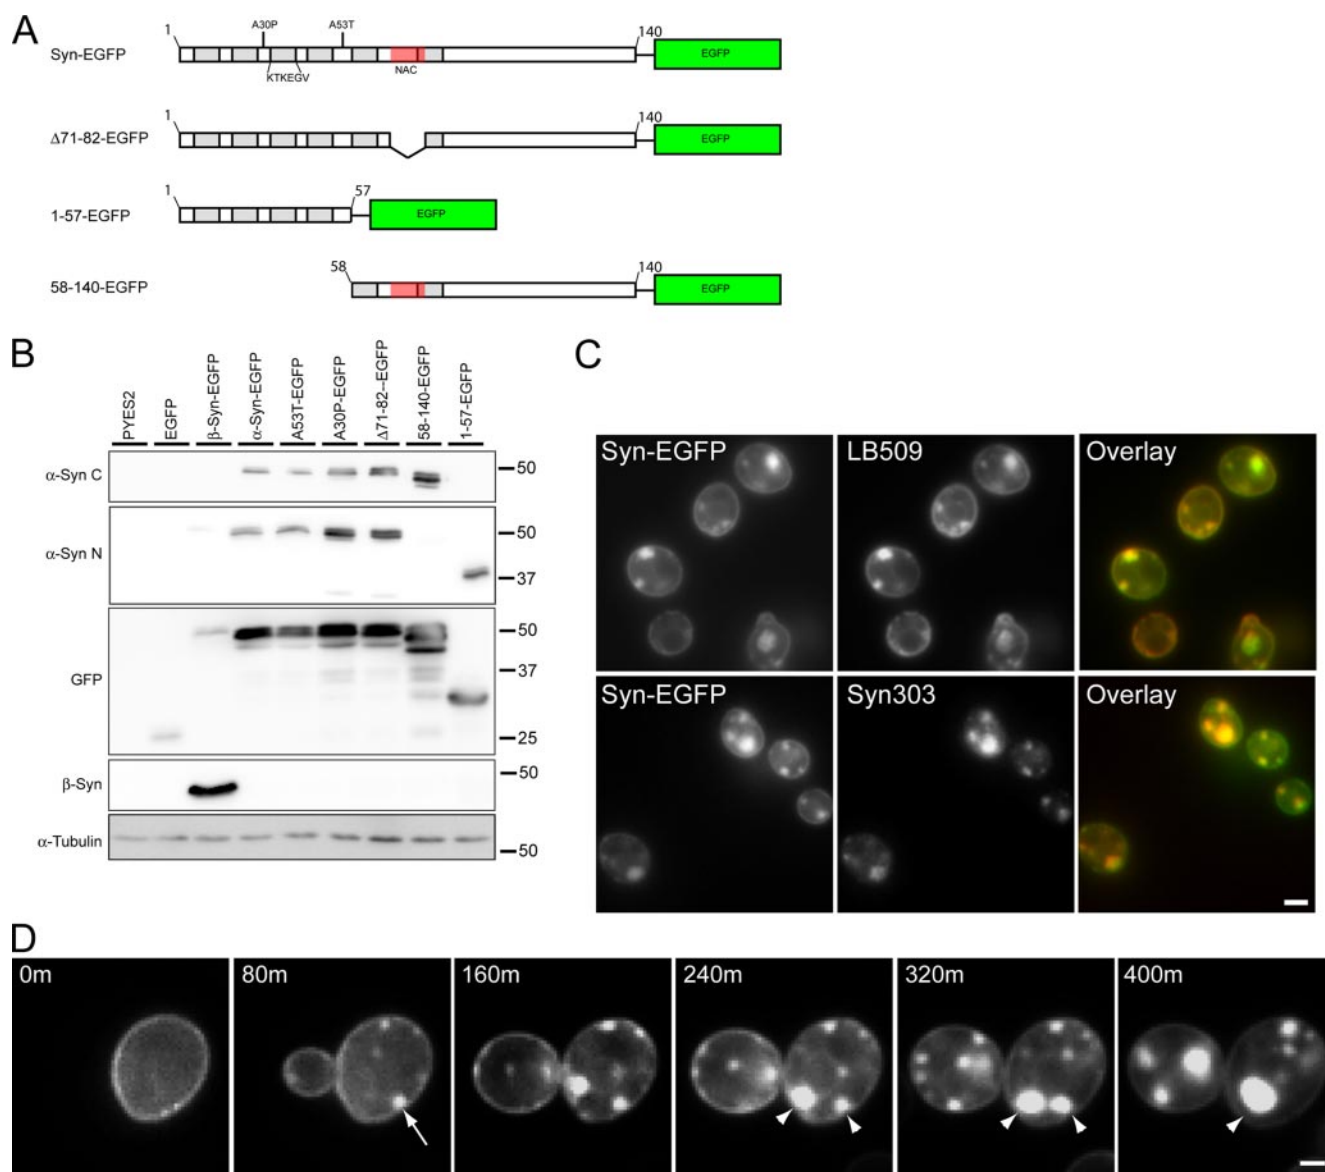 A
1
A30P
A53T
140
Syn-EGFP
EGFP
KTKEGV
NAC
1
140
Δ71-82-EGFP
EGFP
1
57
1-57-EGFP
EGFP
58
140
58-140-EGFP
EGFP
B
PYES2
EGFP
β-Syn-EGFP
α-Syn-EGFP
A53T-EGFP
A30P-EGFP
Δ71-82--EGFP
58-140-EGFP
1-57-EGFP
α-Syn C
50
α-Syn N
50
37
GFP
50
37
25
β-Syn
50
α-Tubulin
50
C
Syn-EGFP
LB509
Overlay
Syn-EGFP
Syn303
Overlay
D
0m
80m
160m
240m
320m
400m